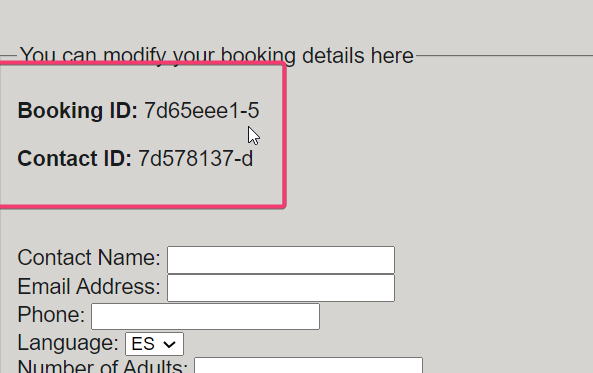 You can modify your booking details here
Booking ID: 7d65eee1-5
Contact ID: 7d578137-d
Contact Name:
Email Address:
Phone:
Language: ES
Number of Adults: